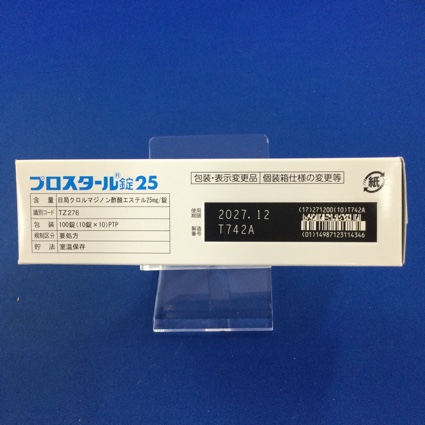 プロスタール®錠25
含 量 日局クロルマジノン酢酸エステル25mg/錠
識別コード TZ276
包 装 100錠(10錠×10)PTP
規制区分 要処方
貯 法 室温保存
包装・表示変更品 個装箱仕様の変更等
使用期限 2027.12
製造番号 T742A
(17)271200(10)T742A
(01)14987123114346
紙